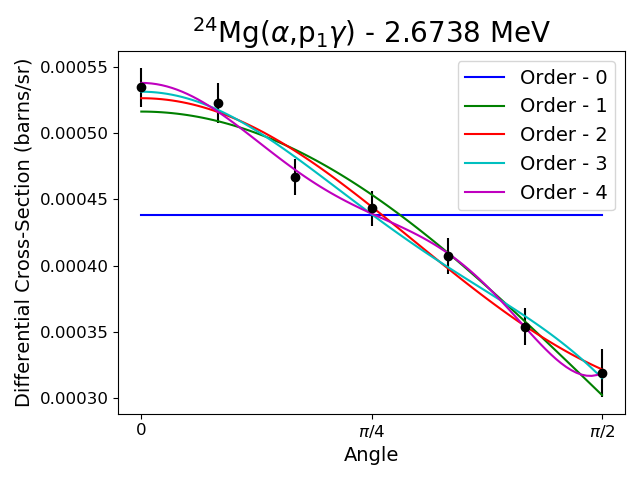 ²⁴Mg(α,p₁γ) - 2.6738 MeV
Differential Cross-Section (barns/sr)
0.00055
0.00050
0.00045
0.00040
0.00035
0.00030
Order - 0
Order - 1
Order - 2
Order - 3
Order - 4
0
π/4
π/2
Angle